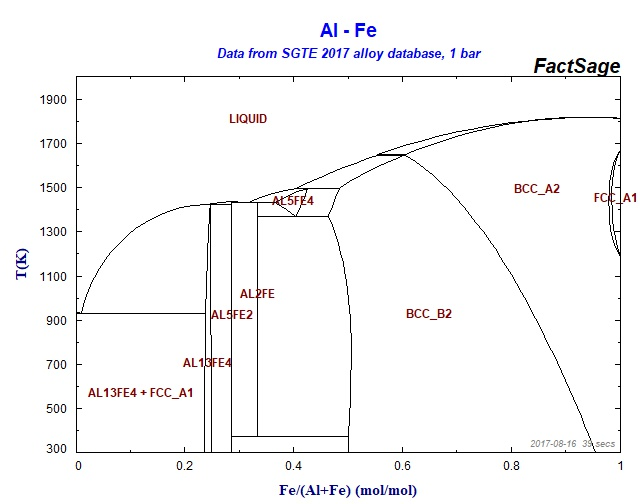 Al - Fe
Data from SGTE 2017 alloy database, 1 bar
FactSage
1900
1700
1500
1300
1100
900
700
500
300
T(K)
LIQUID
BCC_A2
FCC_A1
AL5FE4
AL2FE
AL5FE2
BCC_B2
AL13FE4
AL13FE4 + FCC_A1
2017-08-16 39 secs
0
0.2
0.4
0.6
0.8
1
Fe/(Al+Fe) (mol/mol)